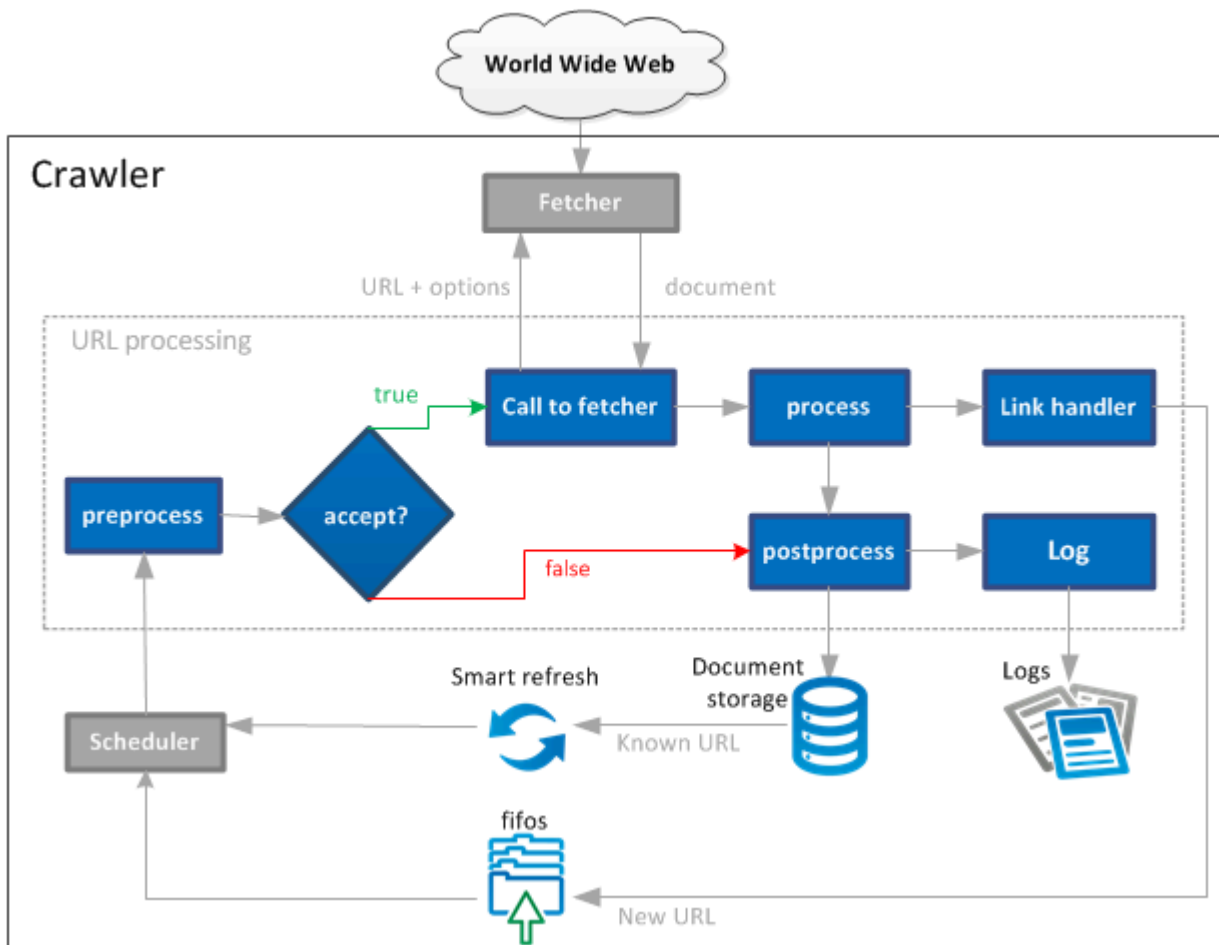 World Wide Web
Crawler
Fetcher
URL + options
document
URL processing
true
Call to fetcher
process
Link handler
preprocess
accept?
false
postprocess
Log
Smart refresh
Document
storage
Logs
Scheduler
Known URL
fifos
New URL